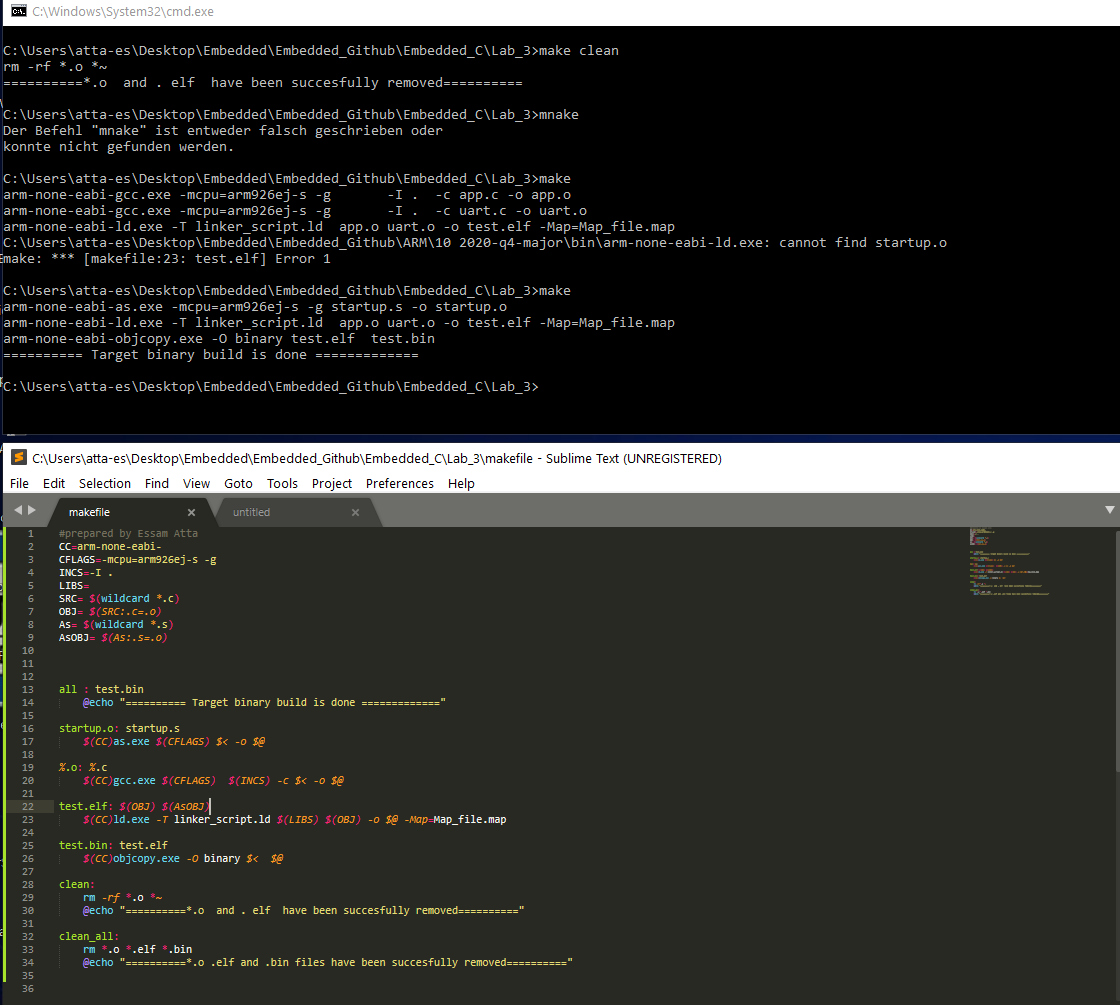 C:\Windows\System32\cmd.exe
C:\Users\atta-es\Desktop\Embedded\Embedded_Github\Embedded_C\Lab_3>make clean
rm -rf *.o *~
==========*.o  and . elf  have been succesfully removed==========
C:\Users\atta-es\Desktop\Embedded\Embedded_Github\Embedded_C\Lab_3>mnake
Der Befehl "mnake" ist entweder falsch geschrieben oder
konnte nicht gefunden werden.
C:\Users\atta-es\Desktop\Embedded\Embedded_Github\Embedded_C\Lab_3>make
arm-none-eabi-gcc.exe -mcpu=arm926ej-s -g       -I .  -c app.c -o app.o
arm-none-eabi-gcc.exe -mcpu=arm926ej-s -g       -I .  -c uart.c -o uart.o
arm-none-eabi-ld.exe -T linker_script.ld  app.o uart.o -o test.elf -Map=Map_file.map
C:\Users\atta-es\Desktop\Embedded\Embedded_Github\ARM\10 2020-q4-major\bin\arm-none-eabi-ld.exe: cannot find startup.o
make: *** [makefile:23: test.elf] Error 1
C:\Users\atta-es\Desktop\Embedded\Embedded_Github\Embedded_C\Lab_3>make
arm-none-eabi-as.exe -mcpu=arm926ej-s -g startup.s -o startup.o
arm-none-eabi-ld.exe -T linker_script.ld  app.o uart.o -o test.elf -Map=Map_file.map
arm-none-eabi-objcopy.exe -O binary test.elf  test.bin
========== Target binary build is done =============
C:\Users\atta-es\Desktop\Embedded\Embedded_Github\Embedded_C\Lab_3>
C:\Users\atta-es\Desktop\Embedded\Embedded_Github\Embedded_C\Lab_3\makefile - Sublime Text (UNREGISTERED)
File Edit Selection Find View Goto Tools Project Preferences Help
makefile untitled
1 #prepared by Essam Atta
2 CC=arm-none-eabi-
3 CFLAGS=-mcpu=arm926ej-s -g
4 INCS=-I .
5 LIBS=
6 SRC= $(wildcard *.c)
7 OBJ= $(SRC:.c=.o)
8 As= $(wildcard *.s)
9 AsOBJ= $(As:.s=.o)
10
11
12
13 all : test.bin
14 @echo "========== Target binary build is done ============="
15
16 startup.o: startup.s
17 $(CC)as.exe $(CFLAGS) $< -o $@
18
19 %.o: %.c
20 $(CC)gcc.exe $(CFLAGS)  $(INCS) -c $< -o $@
21
22 test.elf: $(OBJ) $(AsOBJ)
23 $(CC)ld.exe -T linker_script.ld $(LIBS) $(OBJ) -o $@ -Map=Map_file.map
24
25 test.bin: test.elf
26 $(CC)objcopy.exe -O binary $<  $@
27
28 clean:
29 rm -rf *.o *~
30 @echo "==========*.o  and . elf  have been succesfully removed=========="
31
32 clean_all:
33 rm *.o *.elf *.bin
34 @echo "==========*.o .elf and .bin files have been succesfully removed=========="
35
36